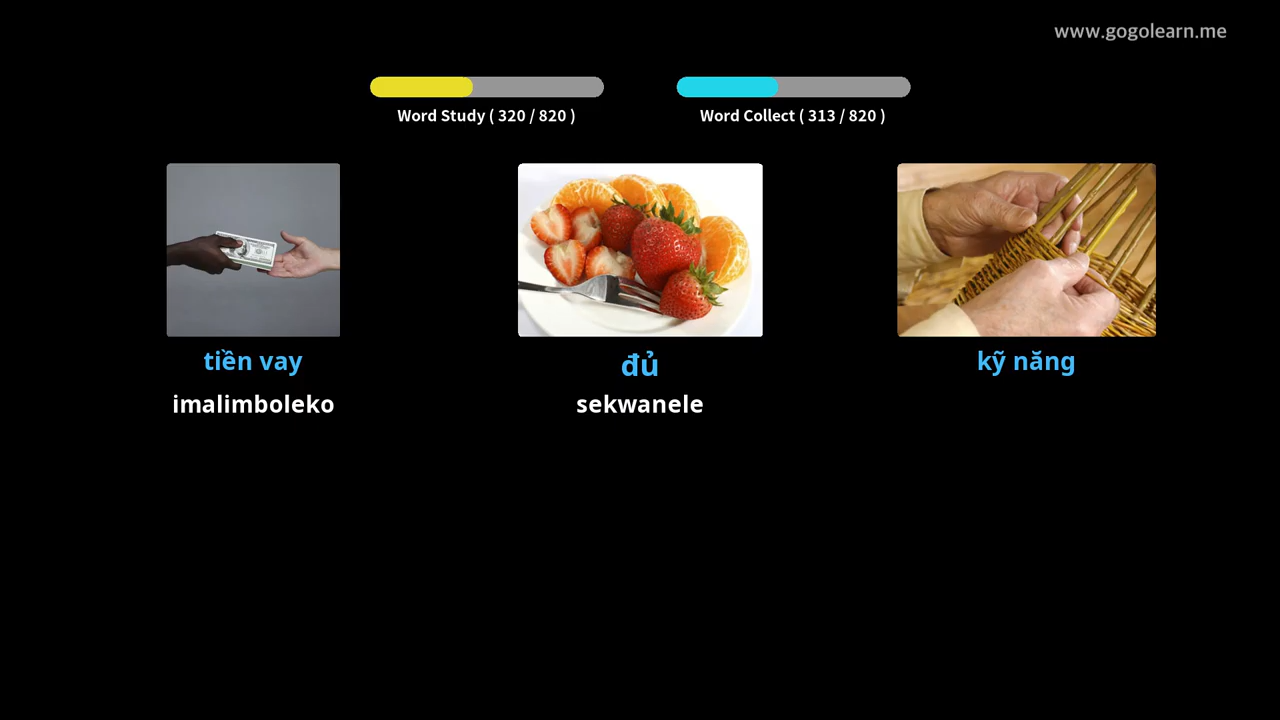 www.gogolearn.me
Word Study ( 320 / 820 )
Word Collect ( 313 / 820 )
tiền vay
đủ
kỹ năng
imalimboleko
sekwanele